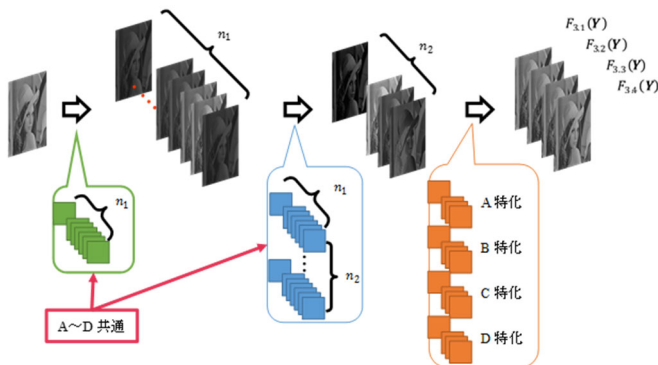 n₁
n₂
F₃.₁(Y)
F₃.₂(Y)
F₃.₃(Y)
F₃.₄(Y)
n₁
n₁
n₂
A 特化
B 特化
C 特化
D 特化
A～D 共通